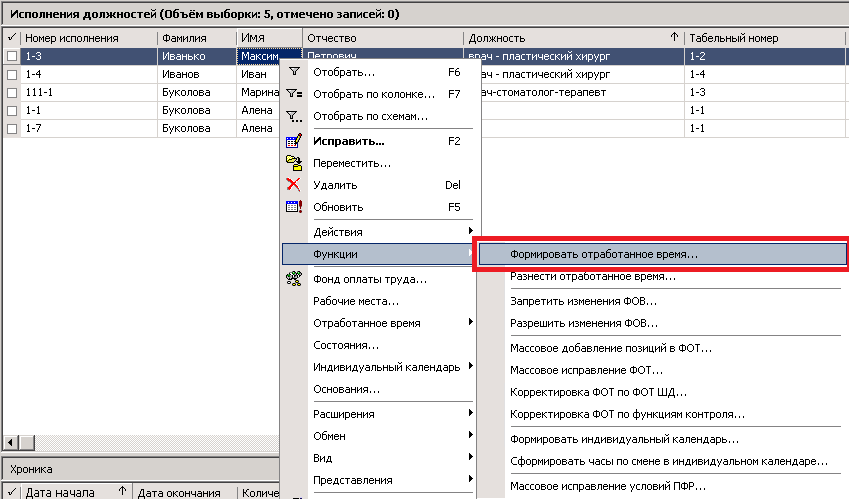 Исполнения должностей (Объём выборки: 5, отмечено записей: 0)
Номер исполнения Фамилия Имя Отчество Должность Табельный номер
1-3 Иванько Максим Петрович врач - пластический хирург 1-2
1-4 Иванов Иван - пластический хирург 1-4
111-1 Буколова Марина ач-стоматолог-терапевт 1-3
1-1 Буколова Алена 1-1
1-7 Буколова Алена 1-1
Отобрать... F6
Отобрать по колонке... F7
Отобрать по схемам...
Исправить... F2
Переместить...
Удалить Del
Обновить F5
Действия
Функции
Фонд оплаты труда...
Рабочие места...
Отработанное время
Состояния...
Индивидуальный календарь
Основания...
Расширения
Обмен
Вид
Представления
Формировать отработанное время...
Разнести отработанное время...
Запретить изменения ФОВ...
Разрешить изменения ФОВ...
Массовое добавление позиций в ФОТ...
Массовое исправление ФОТ...
Корректировка ФОТ по ФОТ ШД...
Корректировка ФОТ по функциям контроля...
Формировать индивидуальный календарь...
Сформировать часы по смене в индивидуальном календаре...
Массовое исправление условий ПФР...
Хроника
Дата начала Дата окончания Количе